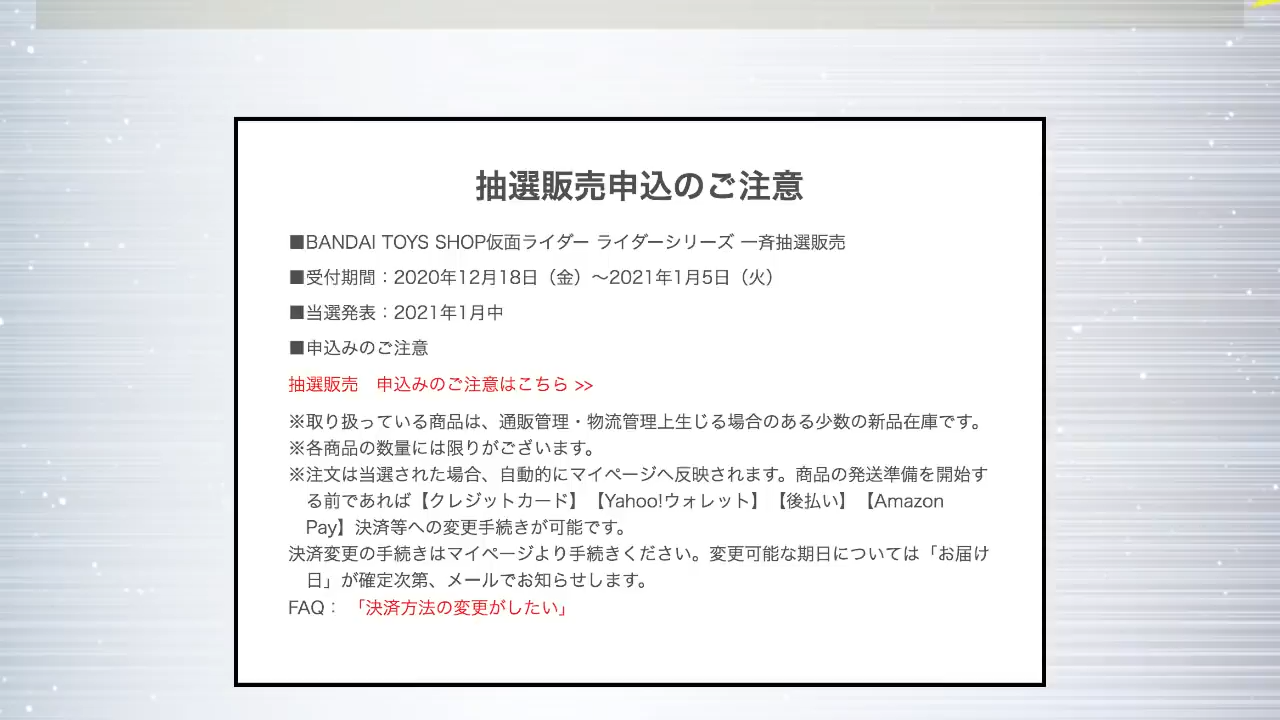 抽選販売申込のご注意
■BANDAI TOYS SHOP仮面ライダー ライダーシリーズ 一斉抽選販売
■受付期間：2020年12月18日（金）～2021年1月5日（火）
■当選発表：2021年1月中
■申込みのご注意
抽選販売　申込みのご注意はこちら >>
※取り扱っている商品は、通販管理・物流管理上生じる場合のある少数の新品在庫です。
※各商品の数量には限りがございます。
※注文は当選された場合、自動的にマイページへ反映されます。商品の発送準備を開始す
る前であれば【クレジットカード】【Yahoo!ウォレット】【後払い】【Amazon
Pay】決済等への変更手続きが可能です。
決済変更の手続きはマイページより手続きください。変更可能な期日については「お届け
日」が確定次第、メールでお知らせします。
FAQ：「決済方法の変更がしたい」